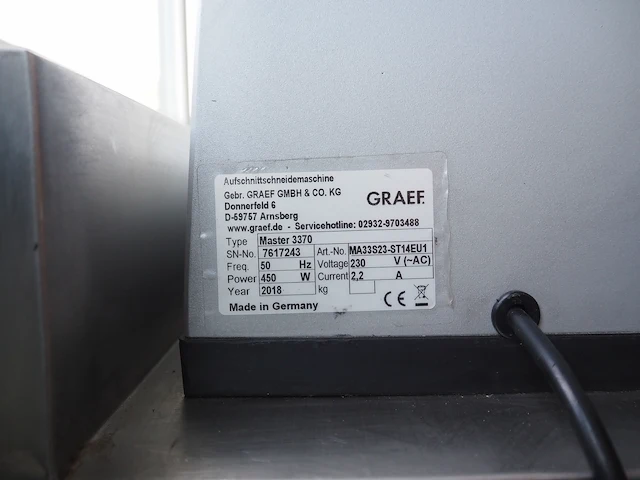 Aufschnittschneidemaschine
Gebr. GRAEF GMBH & CO. KG
GRAEF
Donnerfeld 6
D-59757 Arnsberg
www.graef.de - Servicehotline: 02932-9703488
Type Master 3370
SN-No. 7617243 Art.-No. MA33S23-ST14EU1
Freq. 50 Hz Voltage 230 V (~AC)
Power 450 W Current 2,2 A
Year 2018 kg
Made in Germany CE